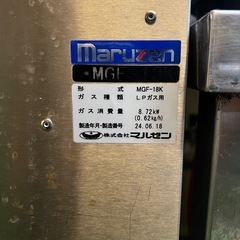 maruzen
MGF
形式 MGF-18K
ガス種類 LPガス用
ガス消費量 8.72kW
(0.62kg/h)
製造年月・製造番号 24.06.18
株式会社マルゼン